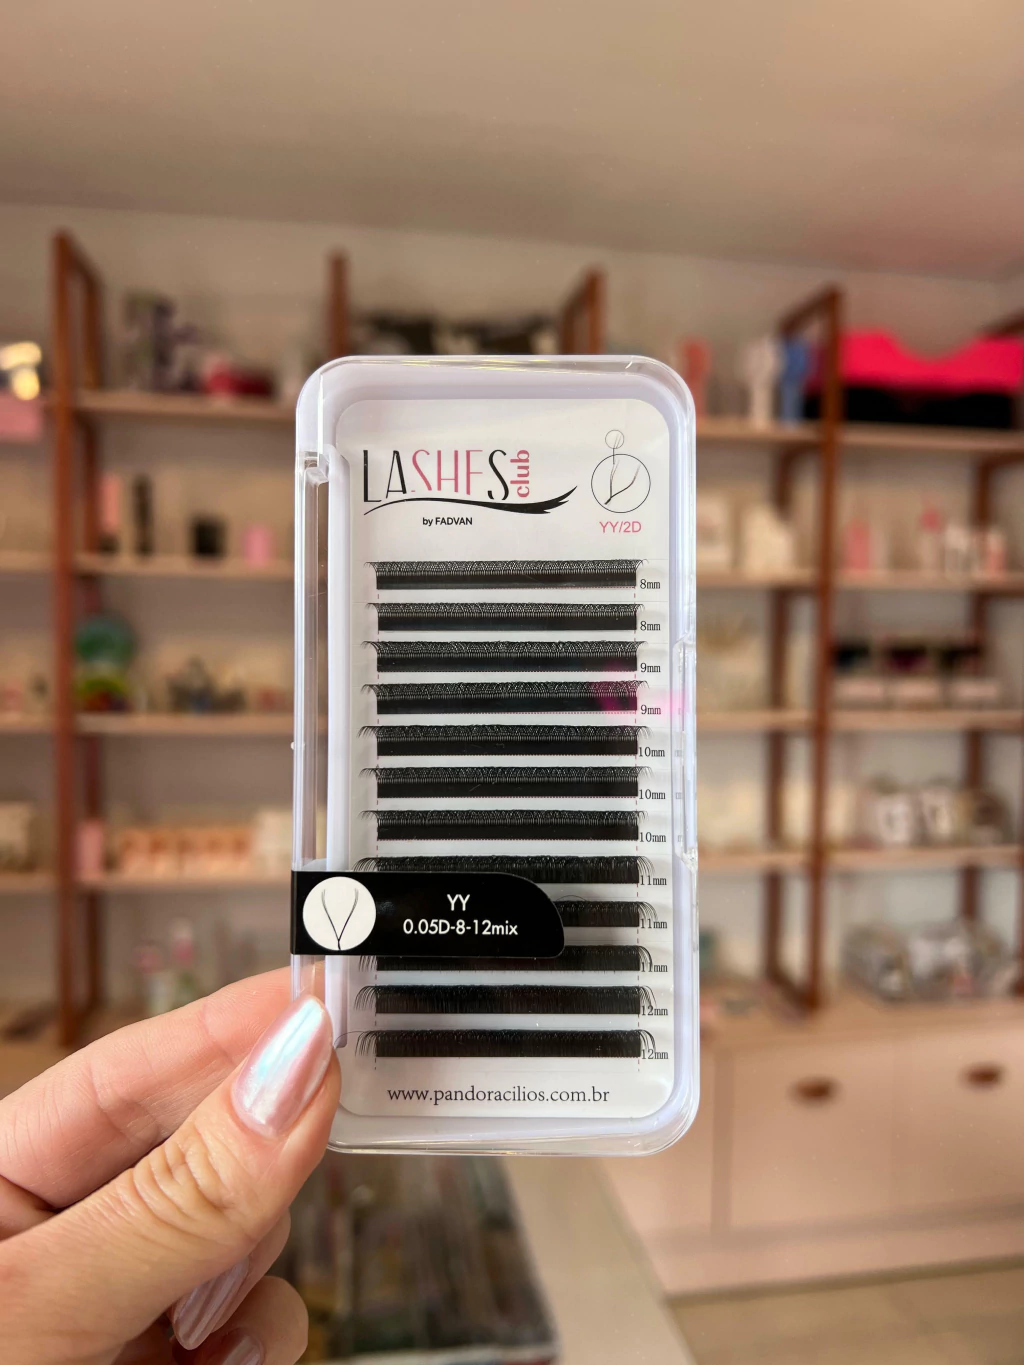 LASHES club
by FADVAN
YY/2D
8mm
8mm
9mm
9mm
10mm
10mm
10mm
11mm
YY
0.05D-8-12mix
11mm
11mm
12mm
12mm
www.pandoracilios.com.br